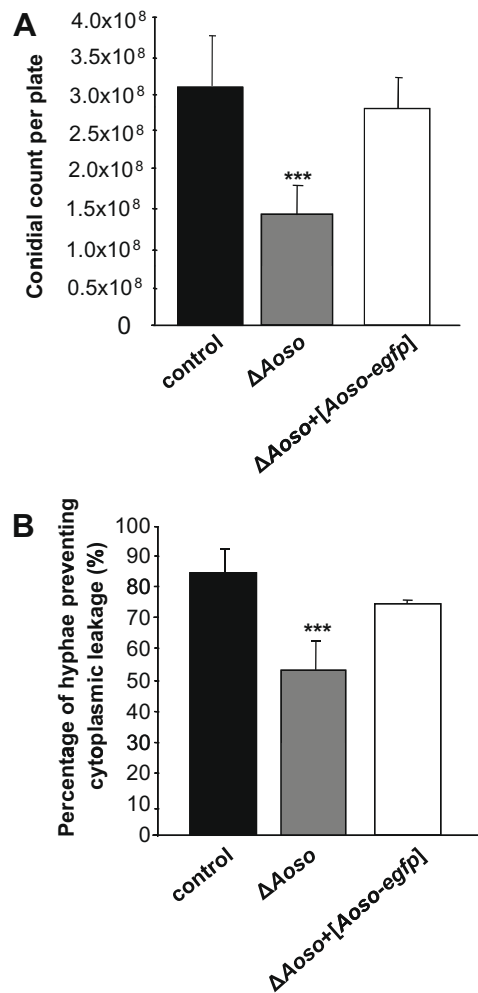 A
Conidial count per plate
4.0x10⁸
3.5x10⁸
3.0x10⁸
2.5x10⁸
2.0x10⁸
1.5x10⁸
1.0x10⁸
0.5x10⁸
0
***
control
ΔAoso
ΔAoso+[Aoso-egfp]
B
Percentage of hyphae preventing
cytoplasmic leakage (%)
100
90
80
70
60
50
40
30
20
10
0
***
control
ΔAoso
ΔAoso+[Aoso-egfp]